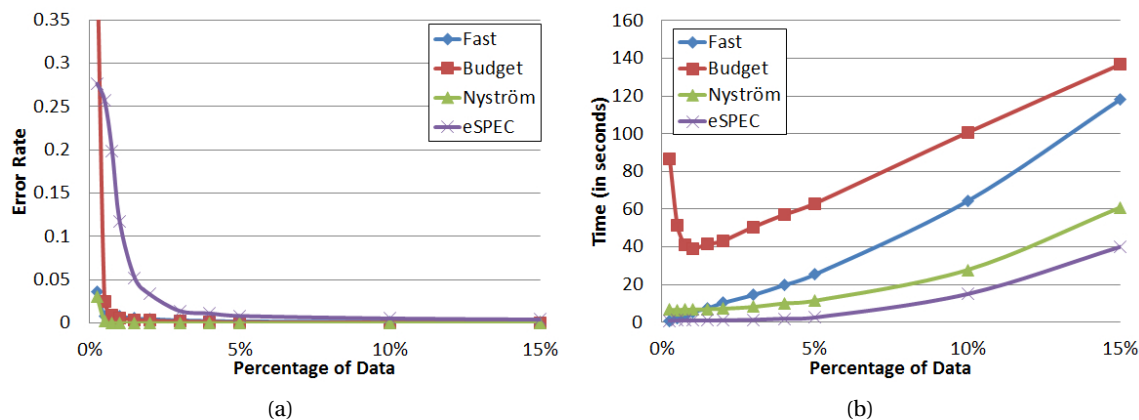 0.35
0.3
0.25
0.2
0.15
0.1
0.05
0
Error Rate
Fast
Budget
Nyström
eSPEC
0%
5%
10%
15%
Percentage of Data
(a)
160
140
120
100
80
60
40
20
0
Time (in seconds)
Fast
Budget
Nyström
eSPEC
0%
5%
10%
15%
Percentage of Data
(b)